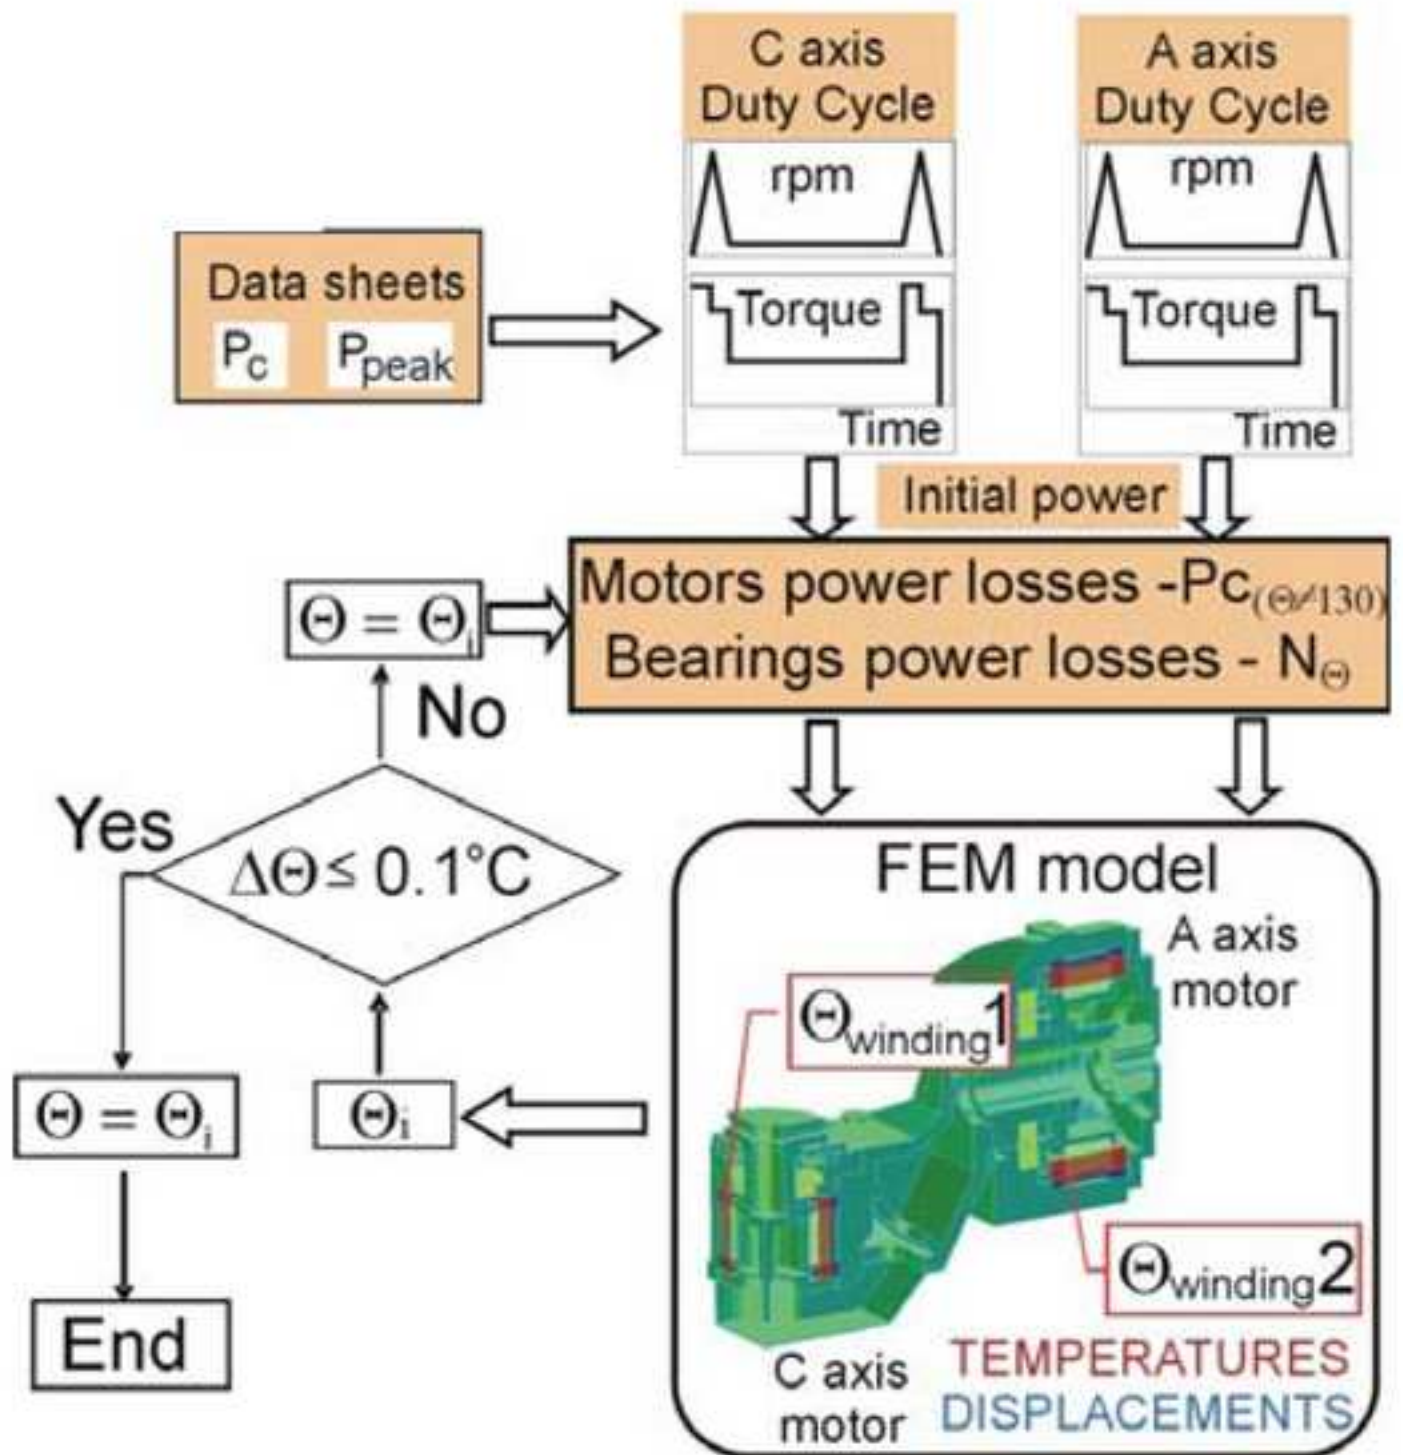 C axis
Duty Cycle
rpm
Torque
Time
A axis
Duty Cycle
rpm
Torque
Time
Data sheets
Pc Ppeak
Initial power
Motors power losses -Pc(Θ≠130)
Bearings power losses - NΘ
Θ = Θi
No
Yes
ΔΘ ≤ 0.1°C
Θ = Θi
Θi
End
FEM model
A axis
motor
Θwinding1
Θwinding2
C axis
motor
TEMPERATURES
DISPLACEMENTS